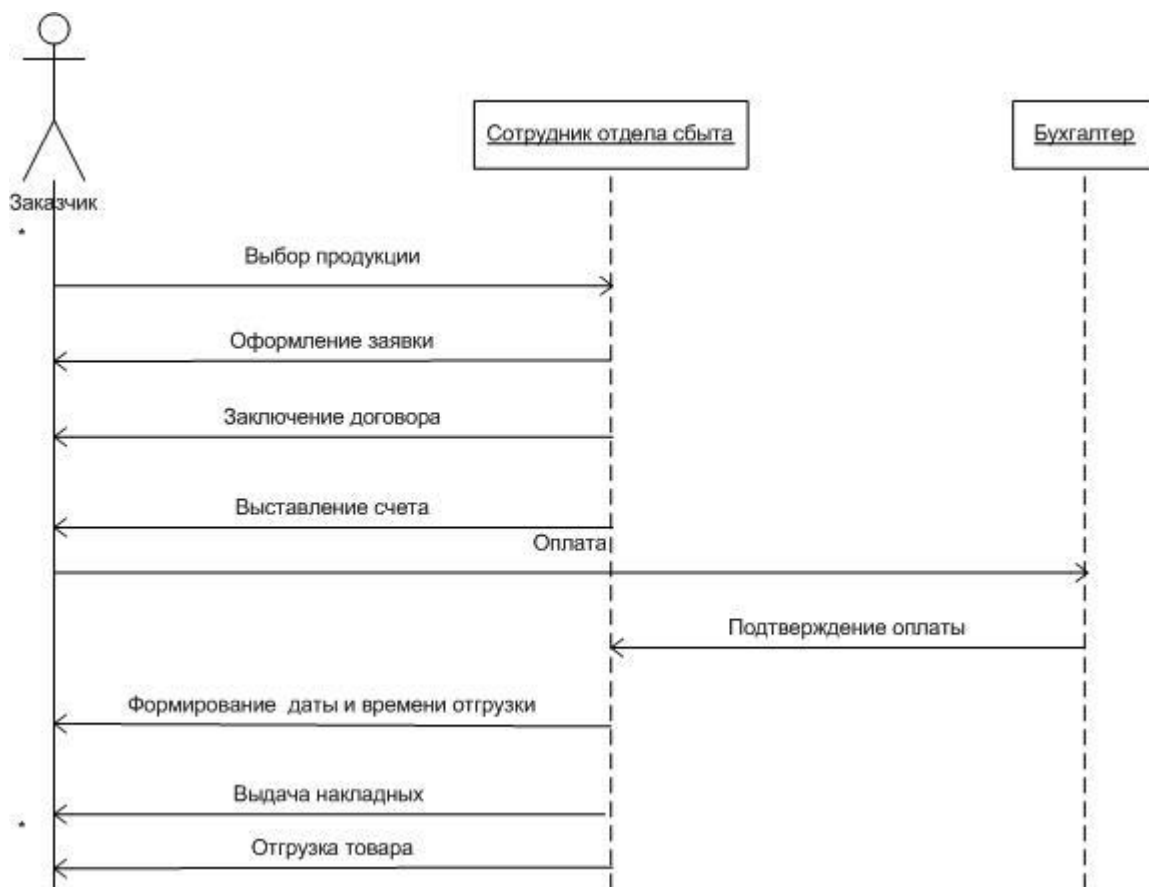 Сотрудник отдела сбыта
Бухгалтер
Заказчик
*
Выбор продукции
Оформление заявки
Заключение договора
Выставление счета
Оплата
Подтверждение оплаты
Формирование даты и времени отгрузки
Выдача накладных
*
Отгрузка товара